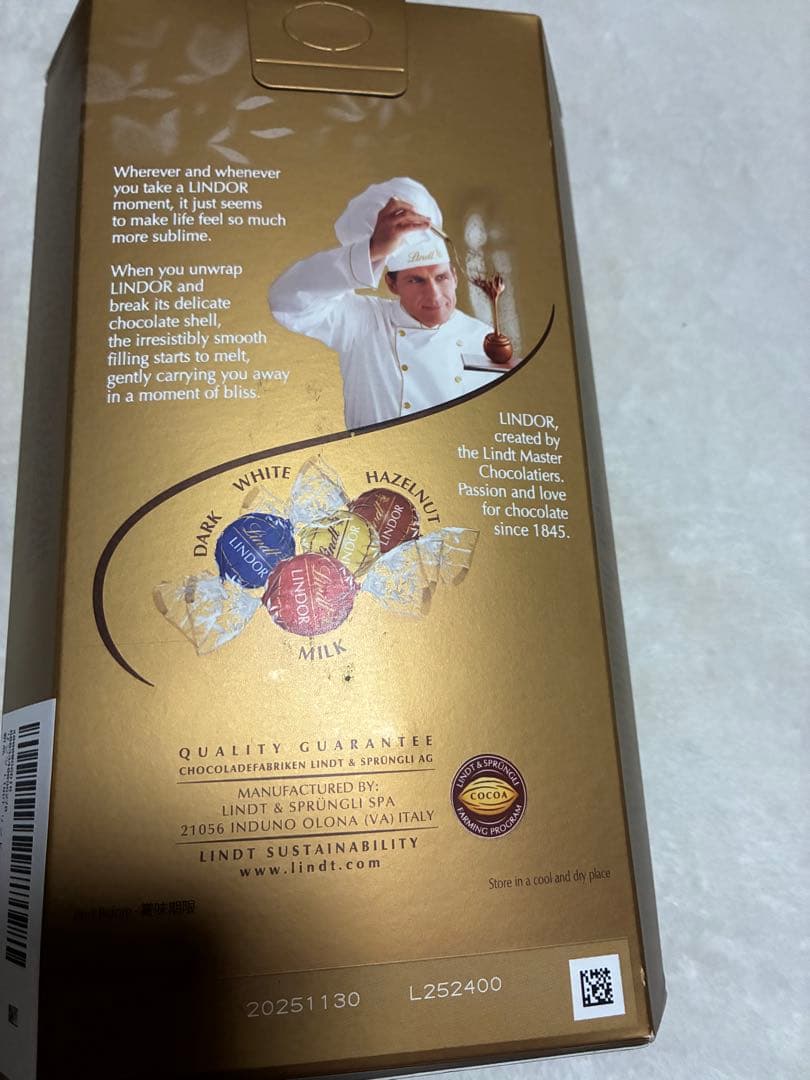 Wherever and whenever
you take a LINDOR
moment, it just seems
to make life feel so much
more sublime.
When you unwrap
LINDOR and
break its delicate
chocolate shell,
the irresistibly smooth
filling starts to melt,
gently carrying you away
in a moment of bliss.
Lindt
LINDOR,
created by
the Lindt Master
Chocolatiers.
Passion and love
for chocolate
since 1845.
DARK
WHITE
HAZELNUT
MILK
Lindt
LINDOR
Lindt
LINDOR
Lindt
LINDOR
QUALITY GUARANTEE
CHOCOLADEFABRIKEN LINDT & SPRÜNGLI AG
MANUFACTURED BY:
LINDT & SPRÜNGLI SPA
21056 INDUNO OLONA (VA) ITALY
LINDT SUSTAINABILITY
www.lindt.com
LINDT & SPRÜNGLI
COCOA
FARMING PROGRAM
Store in a cool and dry place
賞味期限
20251130 L252400